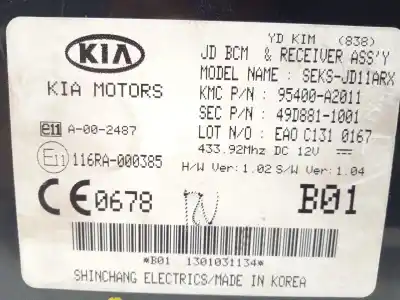 YD KIM (838)
KIA
JD BCM & RECEIVER ASS'Y
MODEL NAME : SEKS-JD11ARX
KIA MOTORS
KMC P/N : 95400-A2011
SEC P/N : 49D881-1001
e11 A-00-2487
LOT N/O : EAO C131 0167
433.92Mhz DC 12V
E11 116RA-000385
H/W Ver: 1.02 S/W Ver: 1.04
CE 0678
B01
*B01 1301031134*
SHINCHANG ELECTRICS/MADE IN KOREA